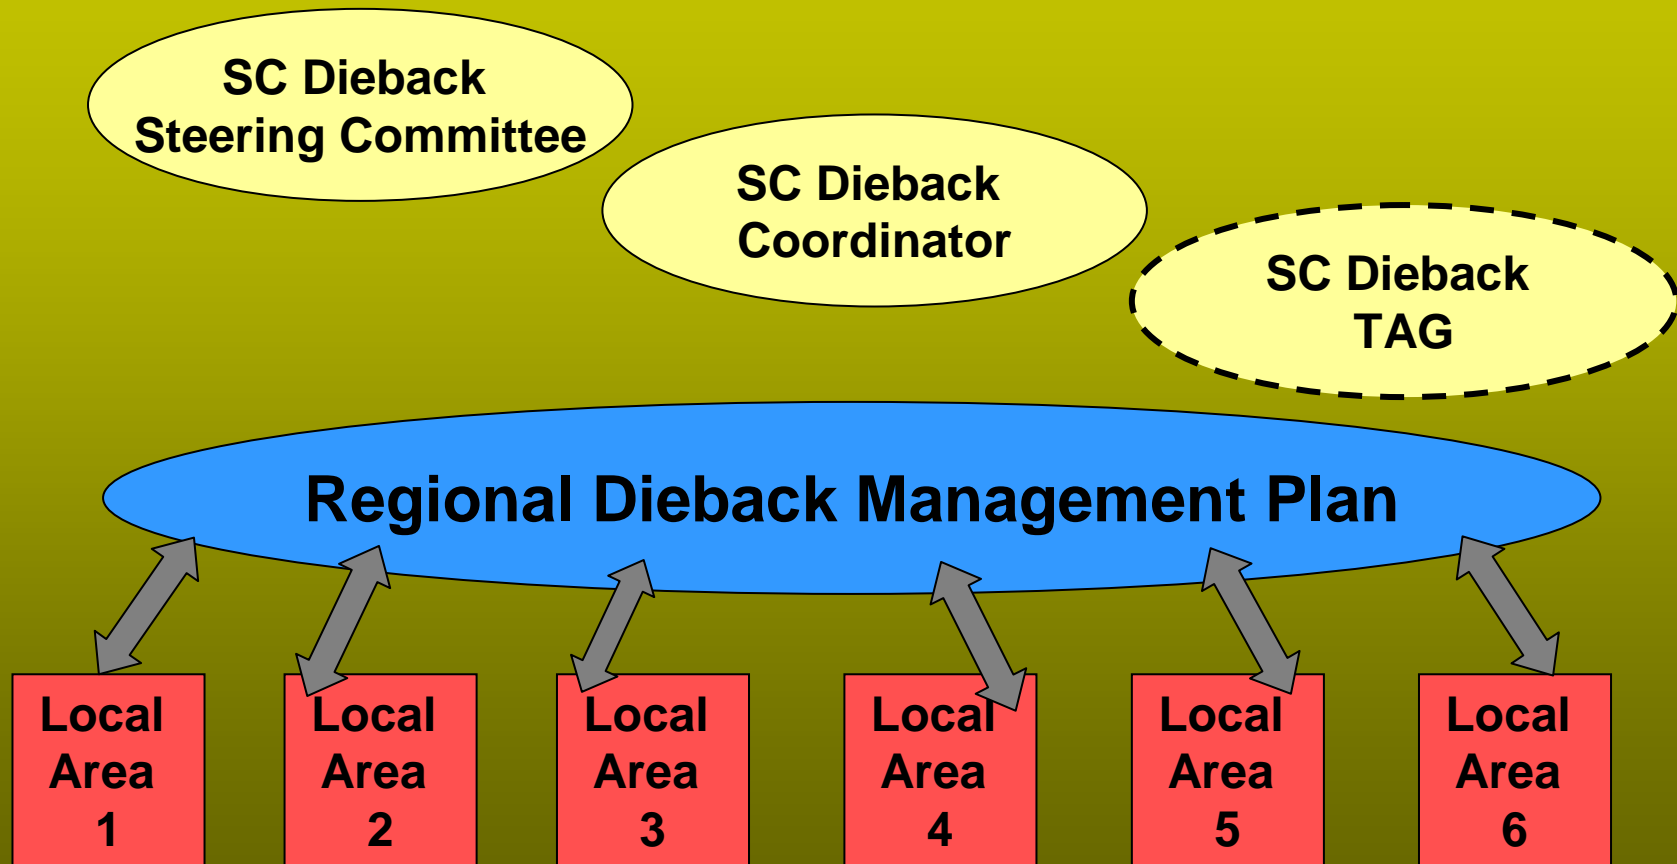 SC Dieback
Steering Committee
SC Dieback
Coordinator
SC Dieback
TAG
Regional Dieback Management Plan
Local
Area
1
Local
Area
2
Local
Area
3
Local
Area
4
Local
Area
5
Local
Area
6